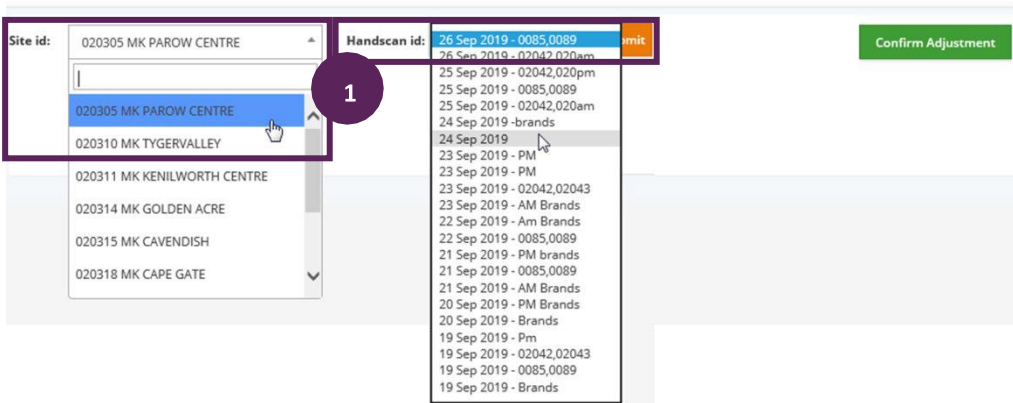 Site id:
020305 MK PAROW CENTRE
020305 MK PAROW CENTRE
020310 MK TYGERVALLEY
020311 MK KENILWORTH CENTRE
020314 MK GOLDEN ACRE
020315 MK CAVENDISH
020318 MK CAPE GATE
1
Handscan id:
26 Sep 2019 - 0085,0089
26 Sep 2019 - 02042,020am
25 Sep 2019 - 02042,020pm
25 Sep 2019 - 0085,0089
25 Sep 2019 - 02042,020am
24 Sep 2019 -brands
24 Sep 2019
23 Sep 2019 - PM
23 Sep 2019 - PM
23 Sep 2019 - 02042,02043
23 Sep 2019 - AM Brands
22 Sep 2019 - Am Brands
22 Sep 2019 - 0085,0089
21 Sep 2019 - PM brands
21 Sep 2019 - 0085,0089
21 Sep 2019 - AM Brands
20 Sep 2019 - PM Brands
20 Sep 2019 - Brands
19 Sep 2019 - Pm
19 Sep 2019 - 02042,02043
19 Sep 2019 - 0085,0089
19 Sep 2019 - Brands
mit
Confirm Adjustment